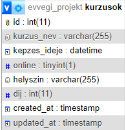 evvegi_projekt kurzusok
id : int(11)
kurzus_nev : varchar(255)
kepzes_ideje : datetime
online : tinyint(1)
helyszin : varchar(255)
dij : int(11)
created_at : timestamp
updated_at : timestamp